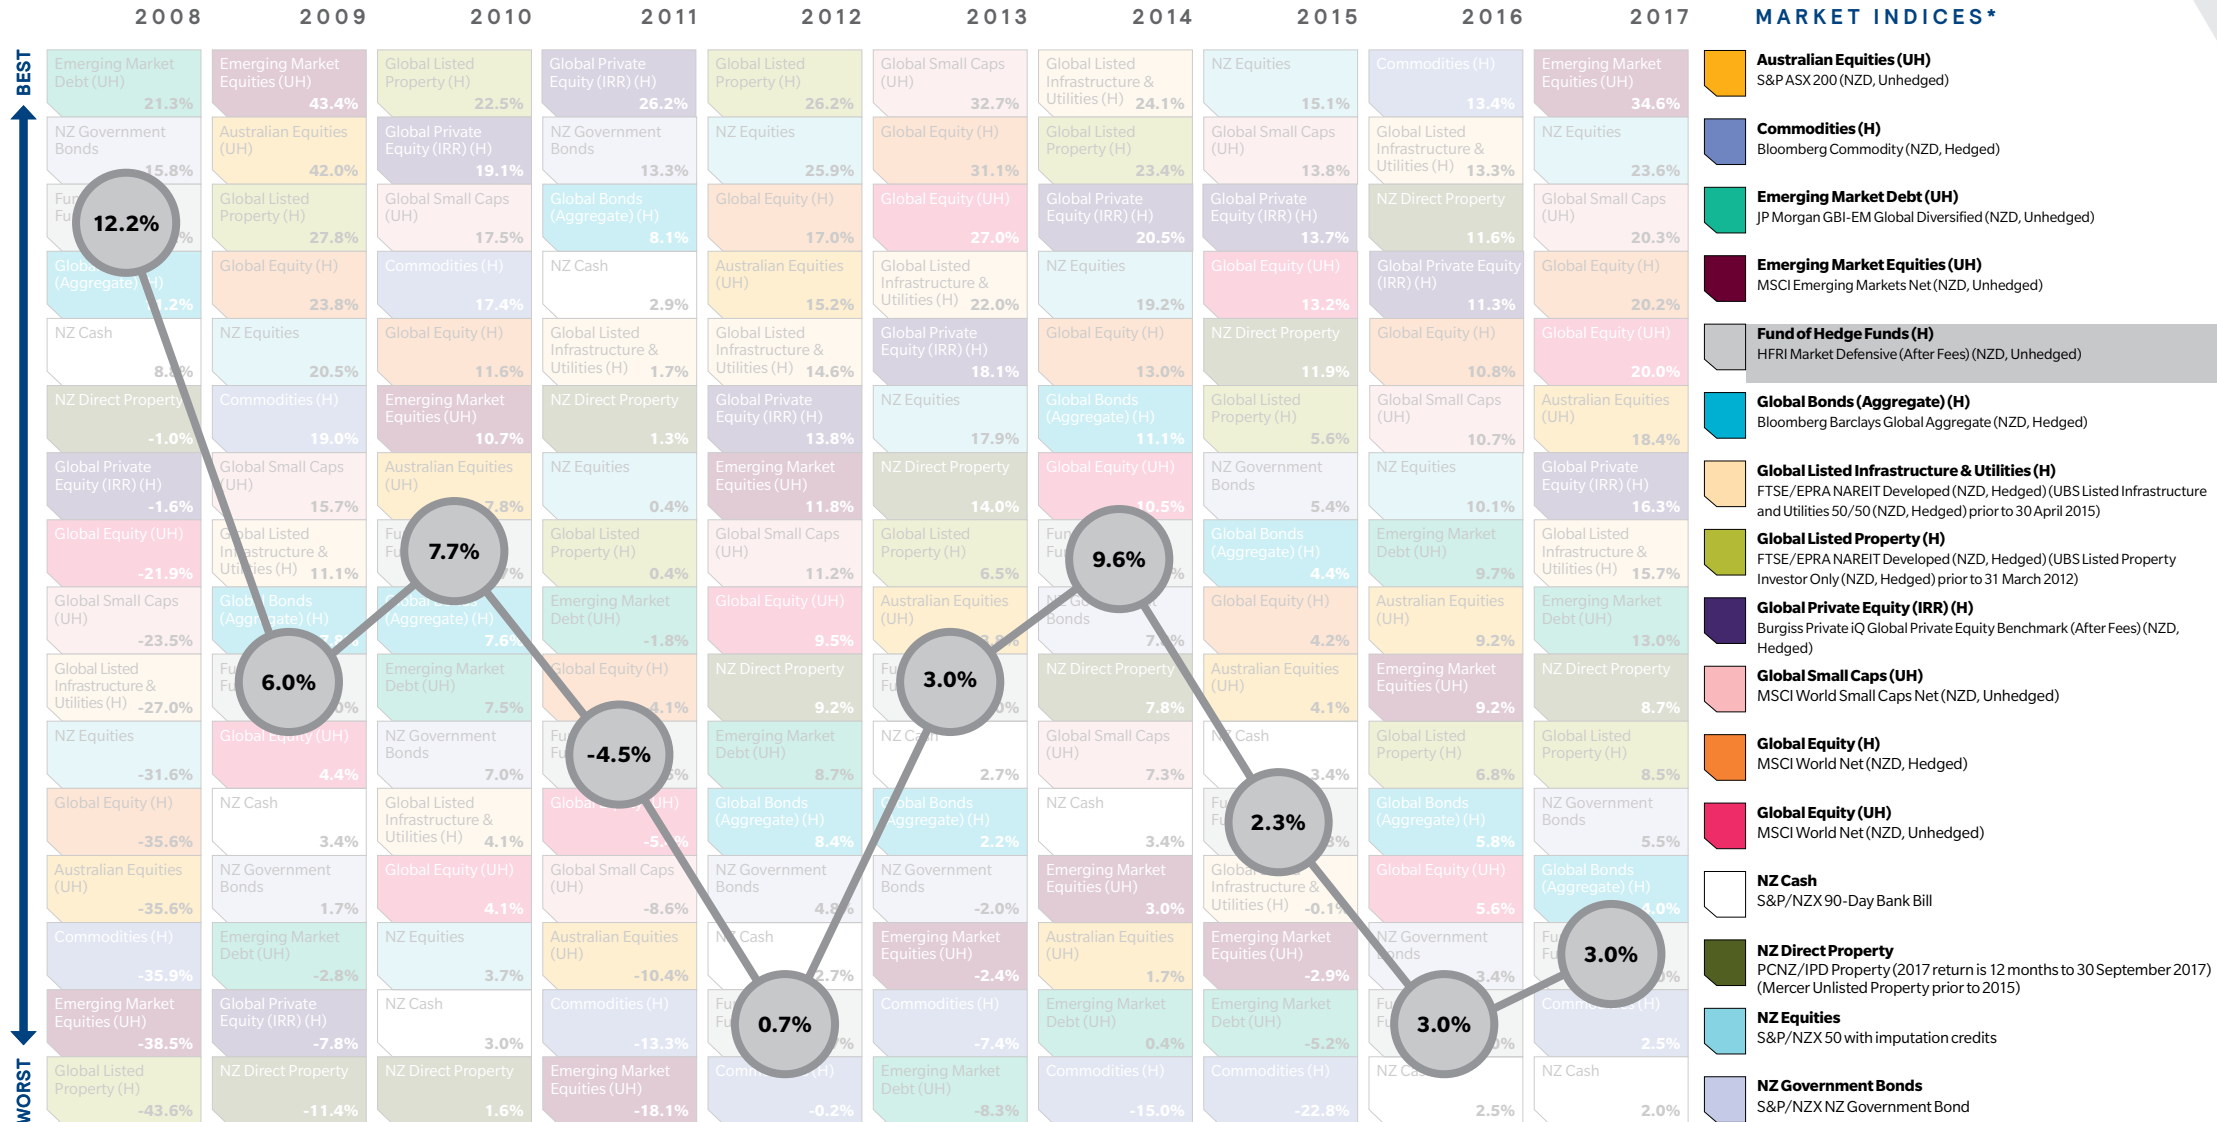 2008 2009 2010 2011 2012 2013 2014 2015 2016 2017 MARKET INDICES*
BEST
WORST
Emerging Market
Debt (UH)
21.3%
NZ Government
Bonds
15.8%
12.2%
NZ Cash
NZ Direct Property
-1.0%
Global Private
Equity (IRR) (H)
-1.6%
Global Equity (UH)
-21.9%
Global Small Caps
(UH)
-23.5%
Global Listed
Infrastructure &
Utilities (H) -27.0%
NZ Equities
-31.6%
Global Equity (H)
-35.6%
Australian Equities
(UH)
-35.6%
Commodities (H)
-35.9%
Emerging Market
Equities (UH)
-38.5%
Global Listed
Property (H)
-43.6%
Emerging Market
Equities (UH)
43.4%
Australian Equities
(UH)
42.0%
Global Listed
Property (H)
27.8%
Global Equity (H)
23.8%
NZ Equities
20.5%
Commodities (H)
19.0%
Global Small Caps
(UH)
15.7%
Global Listed
Infrastructure &
Utilities (H) 11.1%
Global Bonds
(Aggregate) (H)
6.0%
Global Equity (UH)
4.4%
NZ Cash
3.4%
NZ Government
Bonds
1.7%
Emerging Market
Debt (UH)
-2.8%
Global Private
Equity (IRR) (H)
-7.8%
NZ Direct Property
-11.4%
Global Listed
Property (H)
22.5%
Global Private
Equity (IRR) (H)
19.1%
Global Small Caps
(UH)
17.5%
Commodities (H)
17.4%
Global Equity (H)
11.6%
Emerging Market
Equities (UH)
10.7%
Australian Equities
(UH)
7.8%
7.7%
(Aggregate) (H)
7.6%
Emerging Market
Debt (UH)
7.5%
NZ Government
Bonds
7.0%
Global Listed
Infrastructure &
Utilities (H) 4.1%
Global Equity (UH)
4.1%
NZ Equities
3.7%
NZ Cash
3.0%
NZ Direct Property
1.6%
Global Private
Equity (IRR) (H)
26.2%
NZ Government
Bonds
13.3%
Global Bonds
(Aggregate) (H)
8.1%
NZ Cash
2.9%
Global Listed
Infrastructure &
Utilities (H) 1.7%
NZ Direct Property
1.3%
NZ Equities
0.4%
Global Listed
Property (H)
0.4%
Emerging Market
Debt (UH)
-1.8%
Global Equity (H)
-4.1%
-4.5%
Global Small Caps
(UH)
-8.6%
Australian Equities
(UH)
-10.4%
Commodities (H)
-13.3%
Emerging Market
Equities (UH)
-18.1%
Global Listed
Property (H)
26.2%
NZ Equities
25.9%
Global Equity (H)
17.0%
Australian Equities
(UH)
15.2%
Global Listed
Infrastructure &
Utilities (H) 14.6%
Global Private
Equity (IRR) (H)
13.8%
Emerging Market
Equities (UH)
11.8%
Global Small Caps
(UH)
11.2%
Global Equity (UH)
9.5%
NZ Direct Property
9.2%
Emerging Market
Debt (UH)
8.7%
Global Bonds
(Aggregate) (H)
8.4%
NZ Government
Bonds
4.8%
NZ Cash
2.7%
0.7%
-0.2%
Global Small Caps
(UH)
32.7%
Global Equity (H)
31.1%
Global Equity (UH)
27.0%
Global Listed
Infrastructure &
Utilities (H) 22.0%
Global Private
Equity (IRR) (H)
18.1%
NZ Equities
17.9%
NZ Direct Property
14.0%
Global Listed
Property (H)
6.5%
Australian Equities
(UH)
3.0%
NZ Cash
2.7%
Global Bonds
(Aggregate) (H)
2.2%
NZ Government
Bonds
-2.0%
Emerging Market
Equities (UH)
-2.4%
Commodities (H)
-7.4%
Emerging Market
Debt (UH)
-8.3%
Global Listed
Infrastructure &
Utilities (H) 24.1%
Global Listed
Property (H)
23.4%
Global Private
Equity (IRR) (H)
20.5%
NZ Equities
19.2%
Global Equity (H)
13.0%
Global Bonds
(Aggregate) (H)
11.1%
Global Equity (UH)
10.5%
9.6%
Bonds
NZ Direct Property
7.8%
Global Small Caps
(UH)
7.3%
NZ Cash
3.4%
Emerging Market
Equities (UH)
3.0%
Australian Equities
(UH)
1.7%
Emerging Market
Debt (UH)
0.4%
Commodities (H)
-15.0%
NZ Equities
15.1%
Global Small Caps
(UH)
13.8%
Global Private
Equity (IRR) (H)
13.7%
Global Equity (UH)
13.2%
NZ Direct Property
11.9%
Global Listed
Property (H)
5.6%
NZ Government
Bonds
5.4%
Global Bonds
(Aggregate) (H)
4.4%
Global Equity (H)
4.2%
Australian Equities
(UH)
4.1%
NZ Cash
3.4%
2.3%
Infrastructure &
Utilities (H) -0.1%
Emerging Market
Equities (UH)
-2.9%
Emerging Market
Debt (UH)
-5.2%
Commodities (H)
-22.8%
Commodities (H)
13.4%
Global Listed
Infrastructure &
Utilities (H) 13.3%
NZ Direct Property
11.6%
Global Private Equity
(IRR) (H)
11.3%
Global Equity (H)
10.8%
Global Small Caps
(UH)
10.7%
NZ Equities
10.1%
Emerging Market
Debt (UH)
9.7%
Australian Equities
(UH)
9.2%
Emerging Market
Equities (UH)
9.2%
Global Listed
Property (H)
6.8%
Global Bonds
(Aggregate) (H)
5.8%
Global Equity (UH)
5.6%
NZ Government
Bonds
3.4%
3.0%
2.5%
Emerging Market
Equities (UH)
34.6%
NZ Equities
23.6%
Global Small Caps
(UH)
20.3%
Global Equity (H)
20.2%
Global Equity (UH)
20.0%
Australian Equities
(UH)
18.4%
Global Private
Equity (IRR) (H)
16.3%
Global Listed
Infrastructure &
Utilities (H) 15.7%
Emerging Market
Debt (UH)
13.0%
NZ Direct Property
8.7%
Global Listed
Property (H)
8.5%
NZ Government
Bonds
5.5%
Global Bonds
(Aggregate) (H)
4.0%
3.0%
2.5%
NZ Cash
2.0%
Australian Equities (UH)
S&P ASX 200 (NZD, Unhedged)
Commodities (H)
Bloomberg Commodity (NZD, Hedged)
Emerging Market Debt (UH)
JP Morgan GBI-EM Global Diversified (NZD, Unhedged)
Emerging Market Equities (UH)
MSCI Emerging Markets Net (NZD, Unhedged)
Fund of Hedge Funds (H)
HFRI Market Defensive (After Fees) (NZD, Unhedged)
Global Bonds (Aggregate) (H)
Bloomberg Barclays Global Aggregate (NZD, Hedged)
Global Listed Infrastructure & Utilities (H)
FTSE/EPRA NAREIT Developed (NZD, Hedged) (UBS Listed Infrastructure
and Utilities 50/50 (NZD, Hedged) prior to 30 April 2015)
Global Listed Property (H)
FTSE/EPRA NAREIT Developed (NZD, Hedged) (UBS Listed Property
Investor Only (NZD, Hedged) prior to 31 March 2012)
Global Private Equity (IRR) (H)
Burgiss Private iQ Global Private Equity Benchmark (After Fees) (NZD,
Hedged)
Global Small Caps (UH)
MSCI World Small Caps Net (NZD, Unhedged)
Global Equity (H)
MSCI World Net (NZD, Hedged)
Global Equity (UH)
MSCI World Net (NZD, Unhedged)
NZ Cash
S&P/NZX 90-Day Bank Bill
NZ Direct Property
PCNZ/IPD Property (2017 return is 12 months to 30 September 2017)
(Mercer Unlisted Property prior to 2015)
NZ Equities
S&P/NZX 50 with imputation credits
NZ Government Bonds
S&P/NZX NZ Government Bond